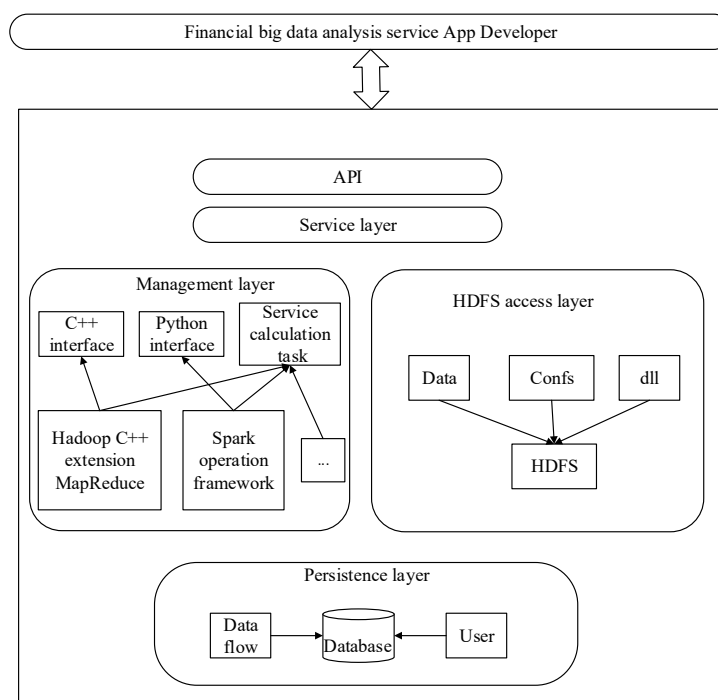 Financial big data analysis service App Developer
API
Service layer
Management layer
C++
interface
Python
interface
Service
calculation
task
Hadoop C++
extension
MapReduce
Spark
operation
framework
...
HDFS access layer
Data
Confs
dll
HDFS
Persistence layer
Data
flow
Database
User